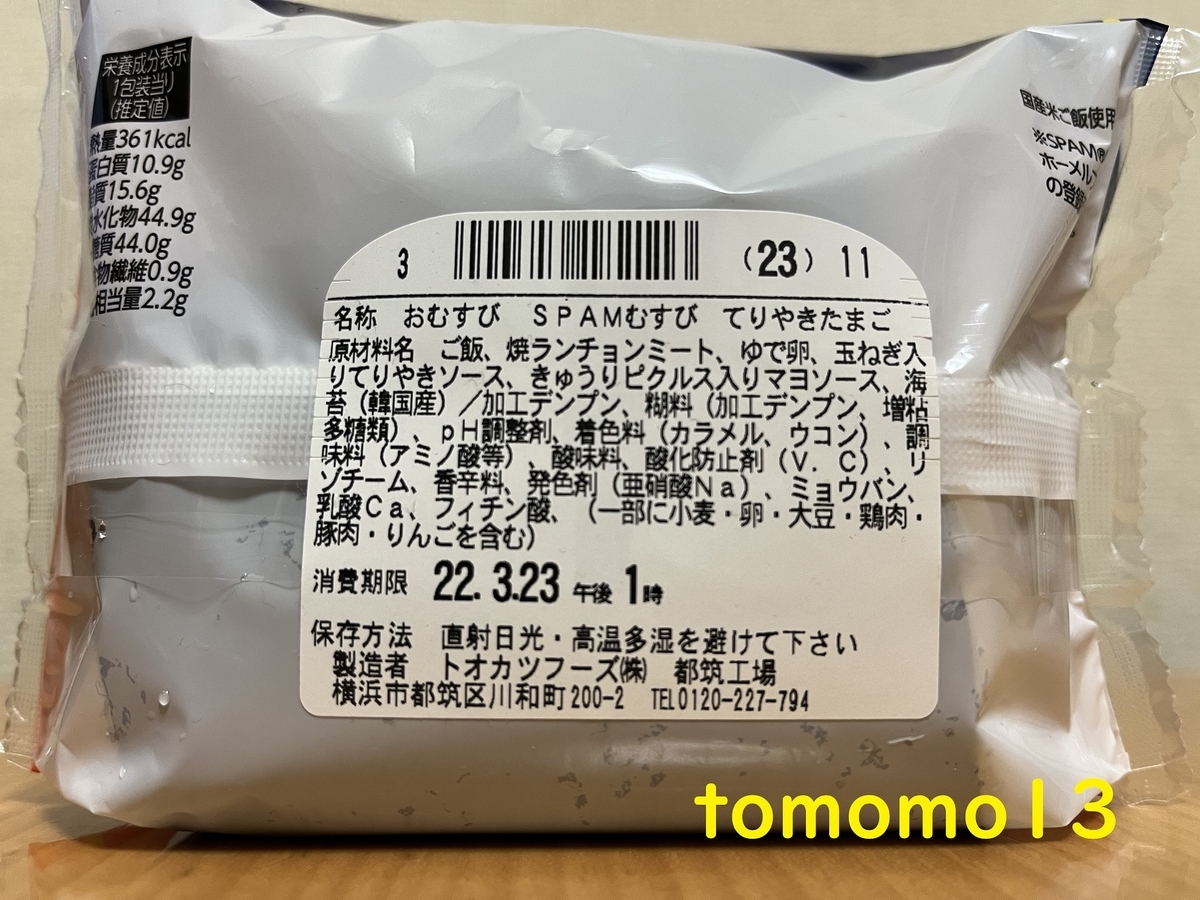 栄養成分表示
1包装当り
(推定値)
熱量361kcal
蛋白質10.9g
脂質15.6g
炭水化物44.9g
糖質44.0g
食物繊維0.9g
相当量2.2g
国産米ご飯使用
※SPAM®
ホーメル
の登録
3 (23) 11
名称 おむすび SPAMむすび てりやきたまご
原材料名 ご飯、焼ランチョンミート、ゆで卵、玉ねぎ入
りてりやきソース、きゅうりピクルス入りマヨソース、海
苔(韓国産)/加工デンプン、糊料(加工デンプン、増粘
多糖類)、pH調整剤、着色料(カラメル、ウコン)、調
味料(アミノ酸等)、酸味料、酸化防止剤(V.C)、リ
ゾチーム、香辛料、発色剤(亜硝酸Na)、ミョウバン、
乳酸Ca、フィチン酸、(一部に小麦・卵・大豆・鶏肉・
豚肉・りんごを含む)
消費期限 22.3.23 午後 1時
保存方法 直射日光・高温多湿を避けて下さい
製造者 トオカツフーズ㈱ 都筑工場
横浜市都筑区川和町200-2 TEL0120-227-794
tomomo13